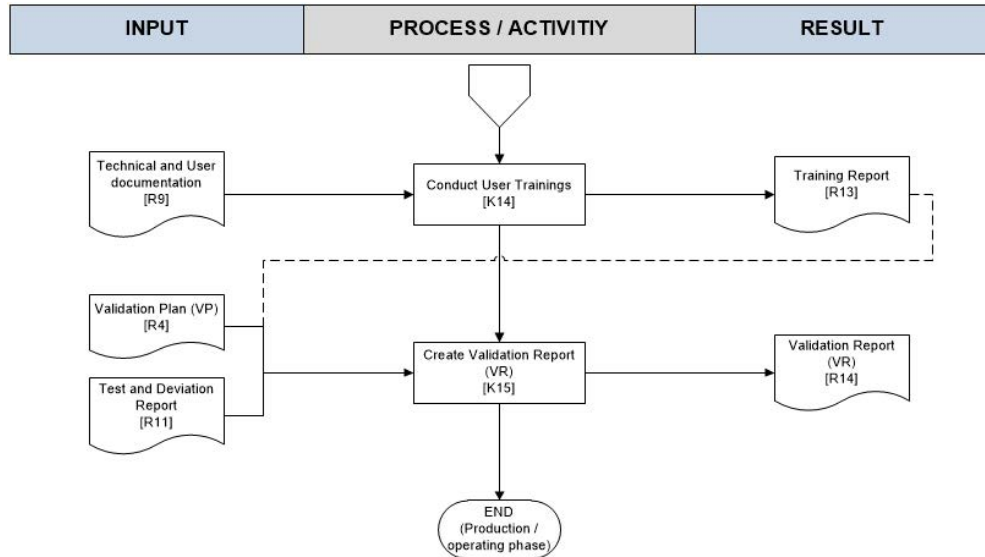 INPUT
PROCESS / ACTIVITIY
RESULT
Technical and User
documentation
[R9]
Conduct User Trainings
[K14]
Training Report
[R13]
Validation Plan (VP)
[R4]
Test and Deviation
Report
[R11]
Create Validation Report
(VR)
[K15]
Validation Report
(VR)
[R14]
END
(Production /
operating phase)